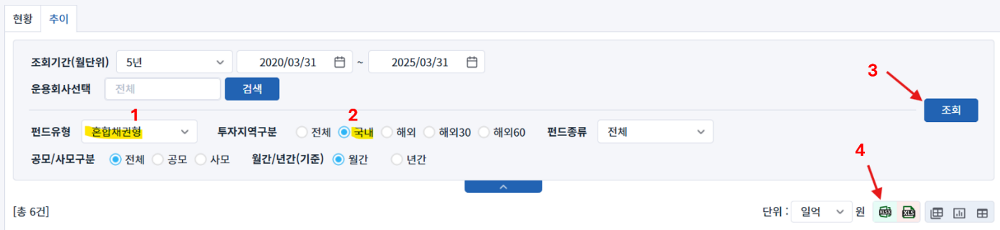 현황 추이
조회기간(월단위) 5년 2020/03/31 ~ 2025/03/31
3
운용회사선택 전체 검색
조회
1 2
펀드유형 혼합채권형 투자지역구분 전체 국내 해외 해외30 해외60 펀드종류 전체
4
공모/사모구분 전체 공모 사모 월간/년간(기준) 월간 년간
[총 6건] 단위 : 일억 원 XLSX XLS